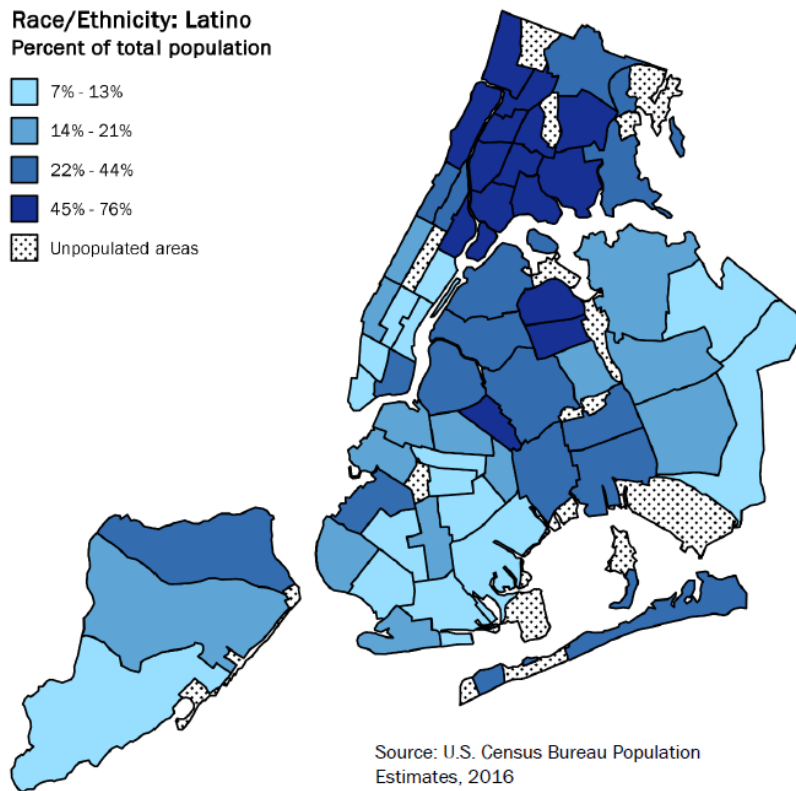 Race/Ethnicity: Latino
Percent of total population
7% - 13%
14% - 21%
22% - 44%
45% - 76%
Unpopulated areas
Source: U.S. Census Bureau Population
Estimates, 2016